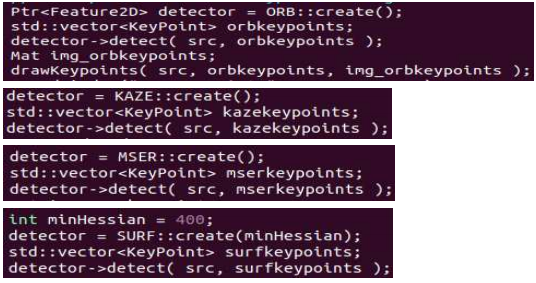 Ptr<Feature2D> detector = ORB::create();
std::vector<KeyPoint> orbkeypoints;
detector->detect( src, orbkeypoints );
Mat img_orbkeypoints;
drawKeypoints( src, orbkeypoints, img_orbkeypoints );
detector = KAZE::create();
std::vector<KeyPoint> kazekeypoints;
detector->detect( src, kazekeypoints );
detector = MSER::create();
std::vector<KeyPoint> mserkeypoints;
detector->detect( src, mserkeypoints );
int minHessian = 400;
detector = SURF::create(minHessian);
std::vector<KeyPoint> surfkeypoints;
detector->detect( src, surfkeypoints );